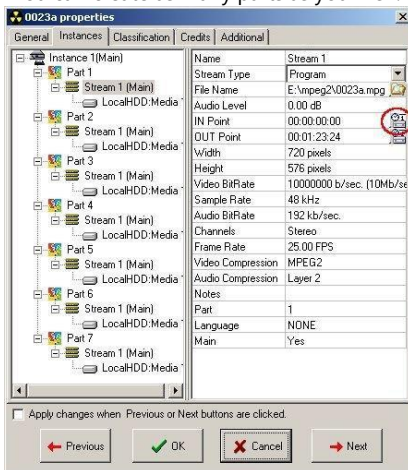 0023a properties
General Instances Classification Credits Additional
Instance 1(Main)
Part 1
Stream 1 (Main)
LocalHDD:Media
Part 2
Stream 1 (Main)
LocalHDD:Media
Part 3
Stream 1 (Main)
LocalHDD:Media
Part 4
Stream 1 (Main)
LocalHDD:Media
Part 5
Stream 1 (Main)
LocalHDD:Media
Part 6
Stream 1 (Main)
LocalHDD:Media
Part 7
Stream 1 (Main)
LocalHDD:Media
Name Stream 1
Stream Type Program
File Name E:\mpeg2\0023a.mpg
Audio Level 0.00 dB
IN Point 00:00:00:00
OUT Point 00:01:23:24
Width 720 pixels
Height 576 pixels
Video BitRate 10000000 b/sec. (10Mb/se
Sample Rate 48 kHz
Audio BitRate 192 kb/sec.
Channels Stereo
Frame Rate 25.00 FPS
Video Compression MPEG2
Audio Compression Layer 2
Notes
Part 1
Language NONE
Main Yes
Apply changes when Previous or Next buttons are clicked.
Previous OK Cancel Next